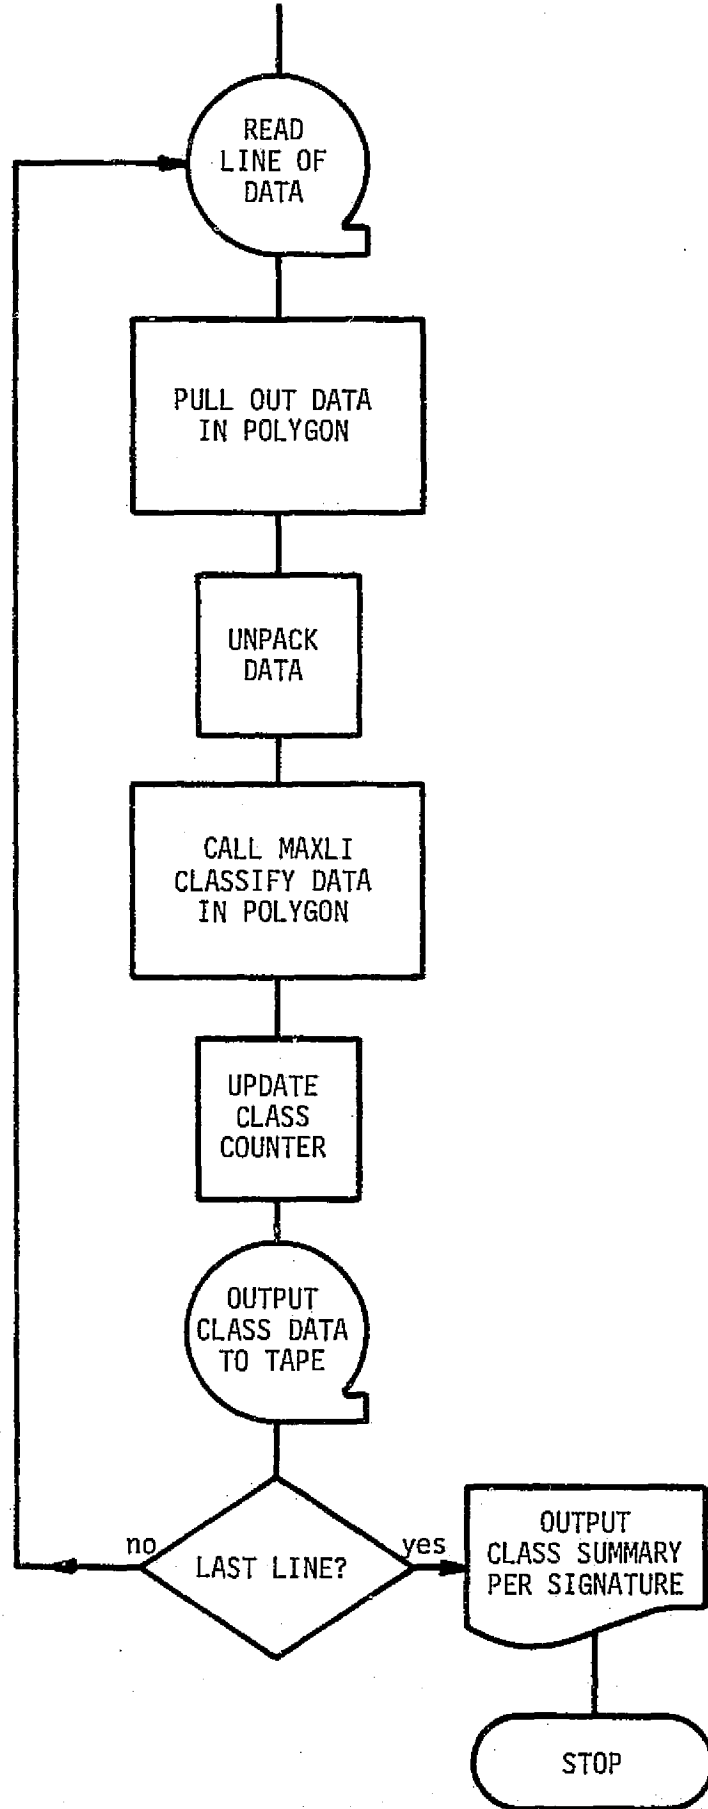 READ
LINE OF
DATA
PULL OUT DATA
IN POLYGON
UNPACK
DATA
CALL MAXLI
CLASSIFY DATA
IN POLYGON
UPDATE
CLASS
COUNTER
OUTPUT
CLASS DATA
TO TAPE
no
LAST LINE?
yes
OUTPUT
CLASS SUMMARY
PER SIGNATURE
STOP